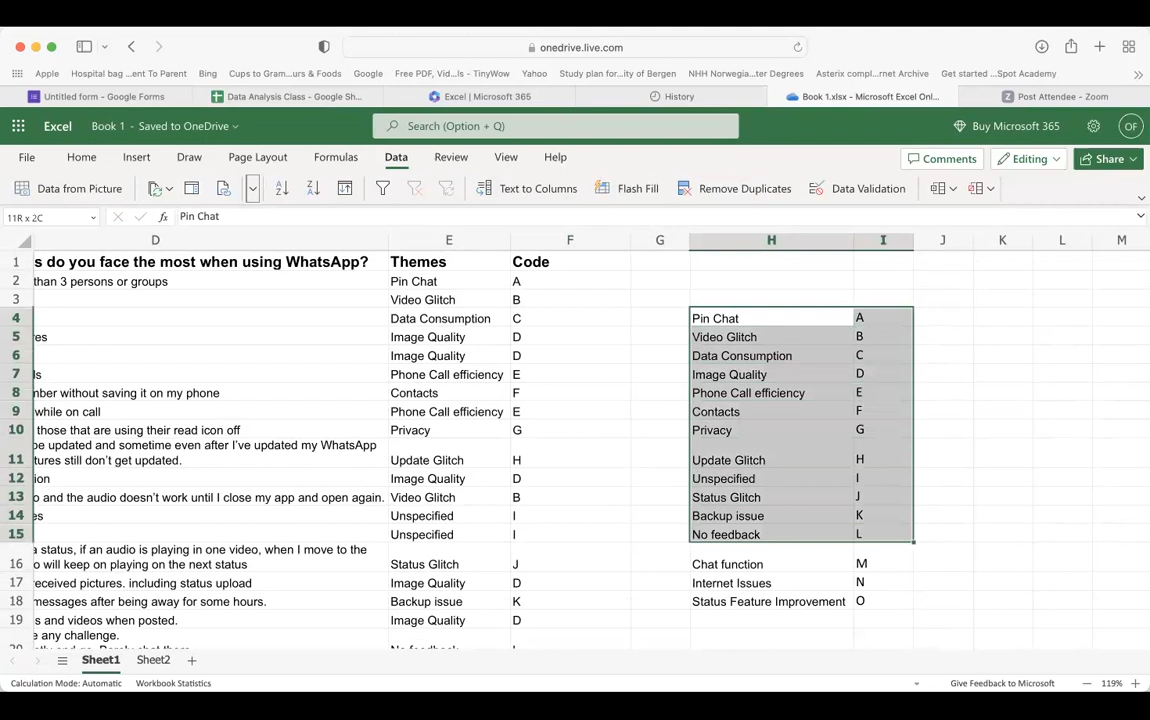 onedrive.live.com
Apple Hospital bag ...ent To Parent Bing Cups to Gram...urs & Foods Google Free PDF, Vid...ls - TinyWow Yahoo Study plan for...ity of Bergen NHH Norwegia...ter Degrees Asterix compl...rnet Archive Get started ...Spot Academy
Untitled form - Google Forms Data Analysis Class - Google Sh... Excel | Microsoft 365 History Book 1.xlsx - Microsoft Excel Onl... Post Attendee - Zoom
Excel Book 1 - Saved to OneDrive Search (Option + Q) Buy Microsoft 365 OF
File Home Insert Draw Page Layout Formulas Data Review View Help Comments Editing Share
Data from Picture Text to Columns Flash Fill Remove Duplicates Data Validation
11R x 2C fx Pin Chat
D E F G H I J K L M
1 s do you face the most when using WhatsApp? Themes Code
2 than 3 persons or groups Pin Chat A
3 Video Glitch B
4 Data Consumption C Pin Chat A
5 res Image Quality D Video Glitch B
6 Image Quality D Data Consumption C
7 ls Phone Call efficiency E Image Quality D
8 mber without saving it on my phone Contacts F Phone Call efficiency E
9 while on call Phone Call efficiency E Contacts F
10 those that are using their read icon off Privacy G Privacy G
be updated and sometime even after I've updated my WhatsApp
11 tures still don't get updated. Update Glitch H Update Glitch H
12 tion Image Quality D Unspecified I
13 o and the audio doesn't work until I close my app and open again. Video Glitch B Status Glitch J
14 es Unspecified I Backup issue K
15 Unspecified I No feedback L
a status, if an audio is playing in one video, when I move to the
16 o will keep on playing on the next status Status Glitch J Chat function M
17 received pictures. including status upload Image Quality D Internet Issues N
18 messages after being away for some hours. Backup issue K Status Feature Improvement O
19 s and videos when posted. Image Quality D
e any challenge.
20
Sheet1 Sheet2
Calculation Mode: Automatic Workbook Statistics Give Feedback to Microsoft 119%